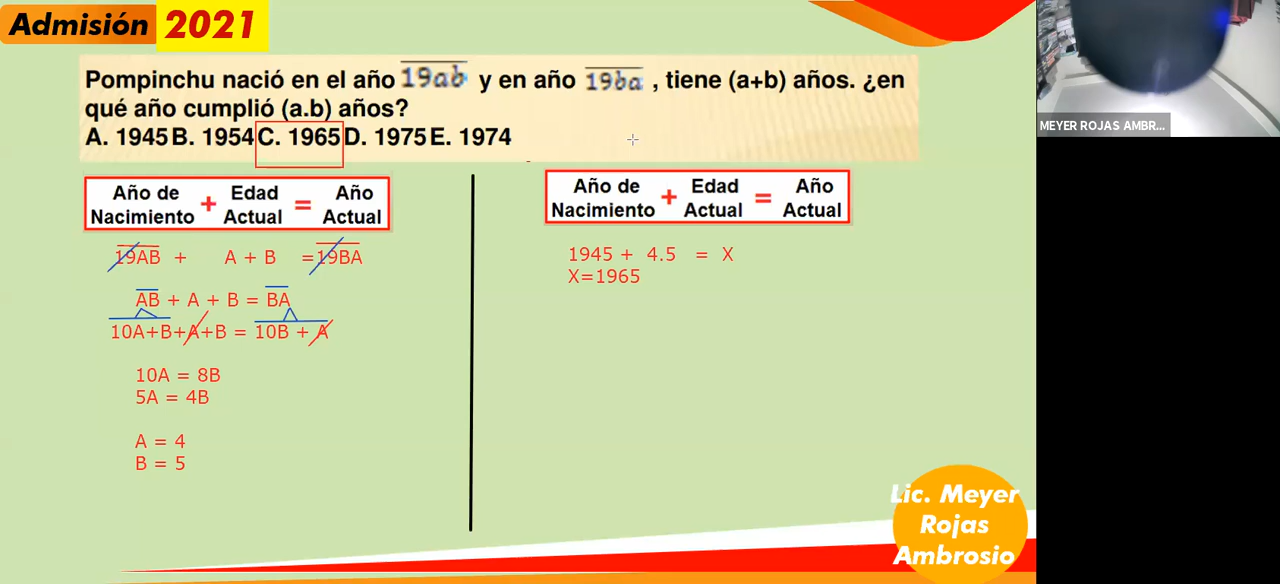 Admisión 2021
Pompinchu nació en el año 19ab y en año 19ba , tiene (a+b) años. ¿en
qué año cumplió (a.b) años?
A. 1945 B. 1954 C. 1965 D. 1975 E. 1974
Año de Nacimiento + Edad Actual = Año Actual
19AB + A + B = 19BA
AB + A + B = BA
10A+B+A+B = 10B + A
10A = 8B
5A = 4B
A = 4
B = 5
Año de Nacimiento + Edad Actual = Año Actual
1945 + 4.5 = X
X=1965
MEYER ROJAS AMBR...
Lic. Meyer
Rojas
Ambrosio